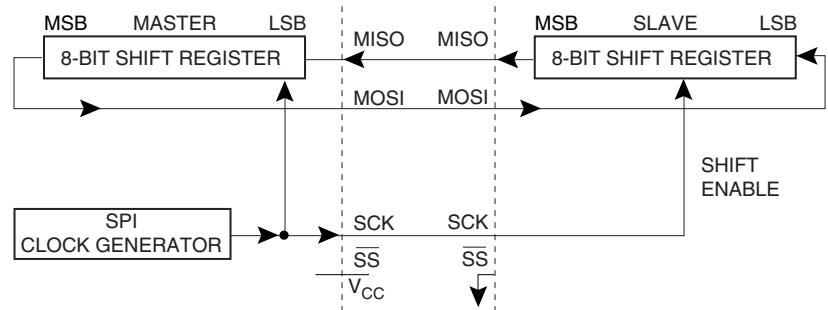 MSB MASTER LSB
8-BIT SHIFT REGISTER
MISO MISO
MSB SLAVE LSB
8-BIT SHIFT REGISTER
MOSI MOSI
SHIFT
ENABLE
SPI
CLOCK GENERATOR
SCK SCK
SS SS
VCC